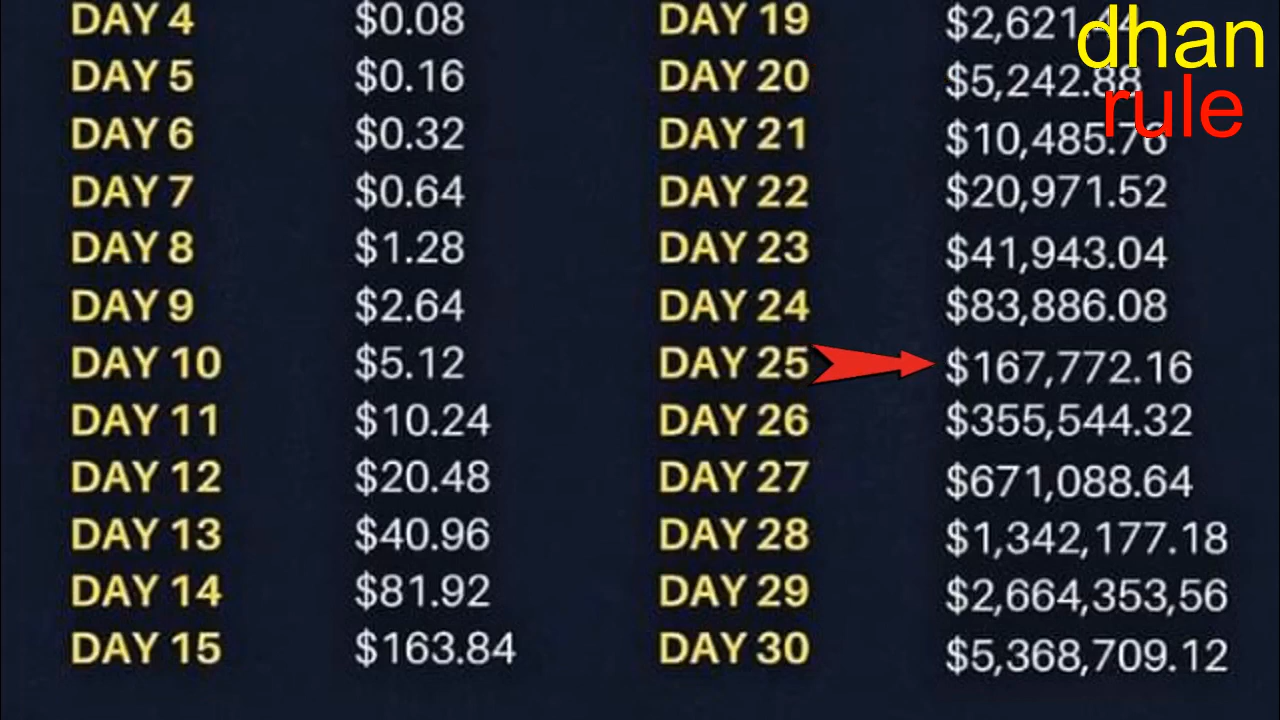 DAY 4 $0.08
DAY 5 $0.16
DAY 6 $0.32
DAY 7 $0.64
DAY 8 $1.28
DAY 9 $2.64
DAY 10 $5.12
DAY 11 $10.24
DAY 12 $20.48
DAY 13 $40.96
DAY 14 $81.92
DAY 15 $163.84
DAY 19 $2,621.44
DAY 20 $5,242.88
DAY 21 $10,485.76
DAY 22 $20,971.52
DAY 23 $41,943.04
DAY 24 $83,886.08
DAY 25 $167,772.16
DAY 26 $355,544.32
DAY 27 $671,088.64
DAY 28 $1,342,177.18
DAY 29 $2,664,353,56
DAY 30 $5,368,709.12
dhan
rule